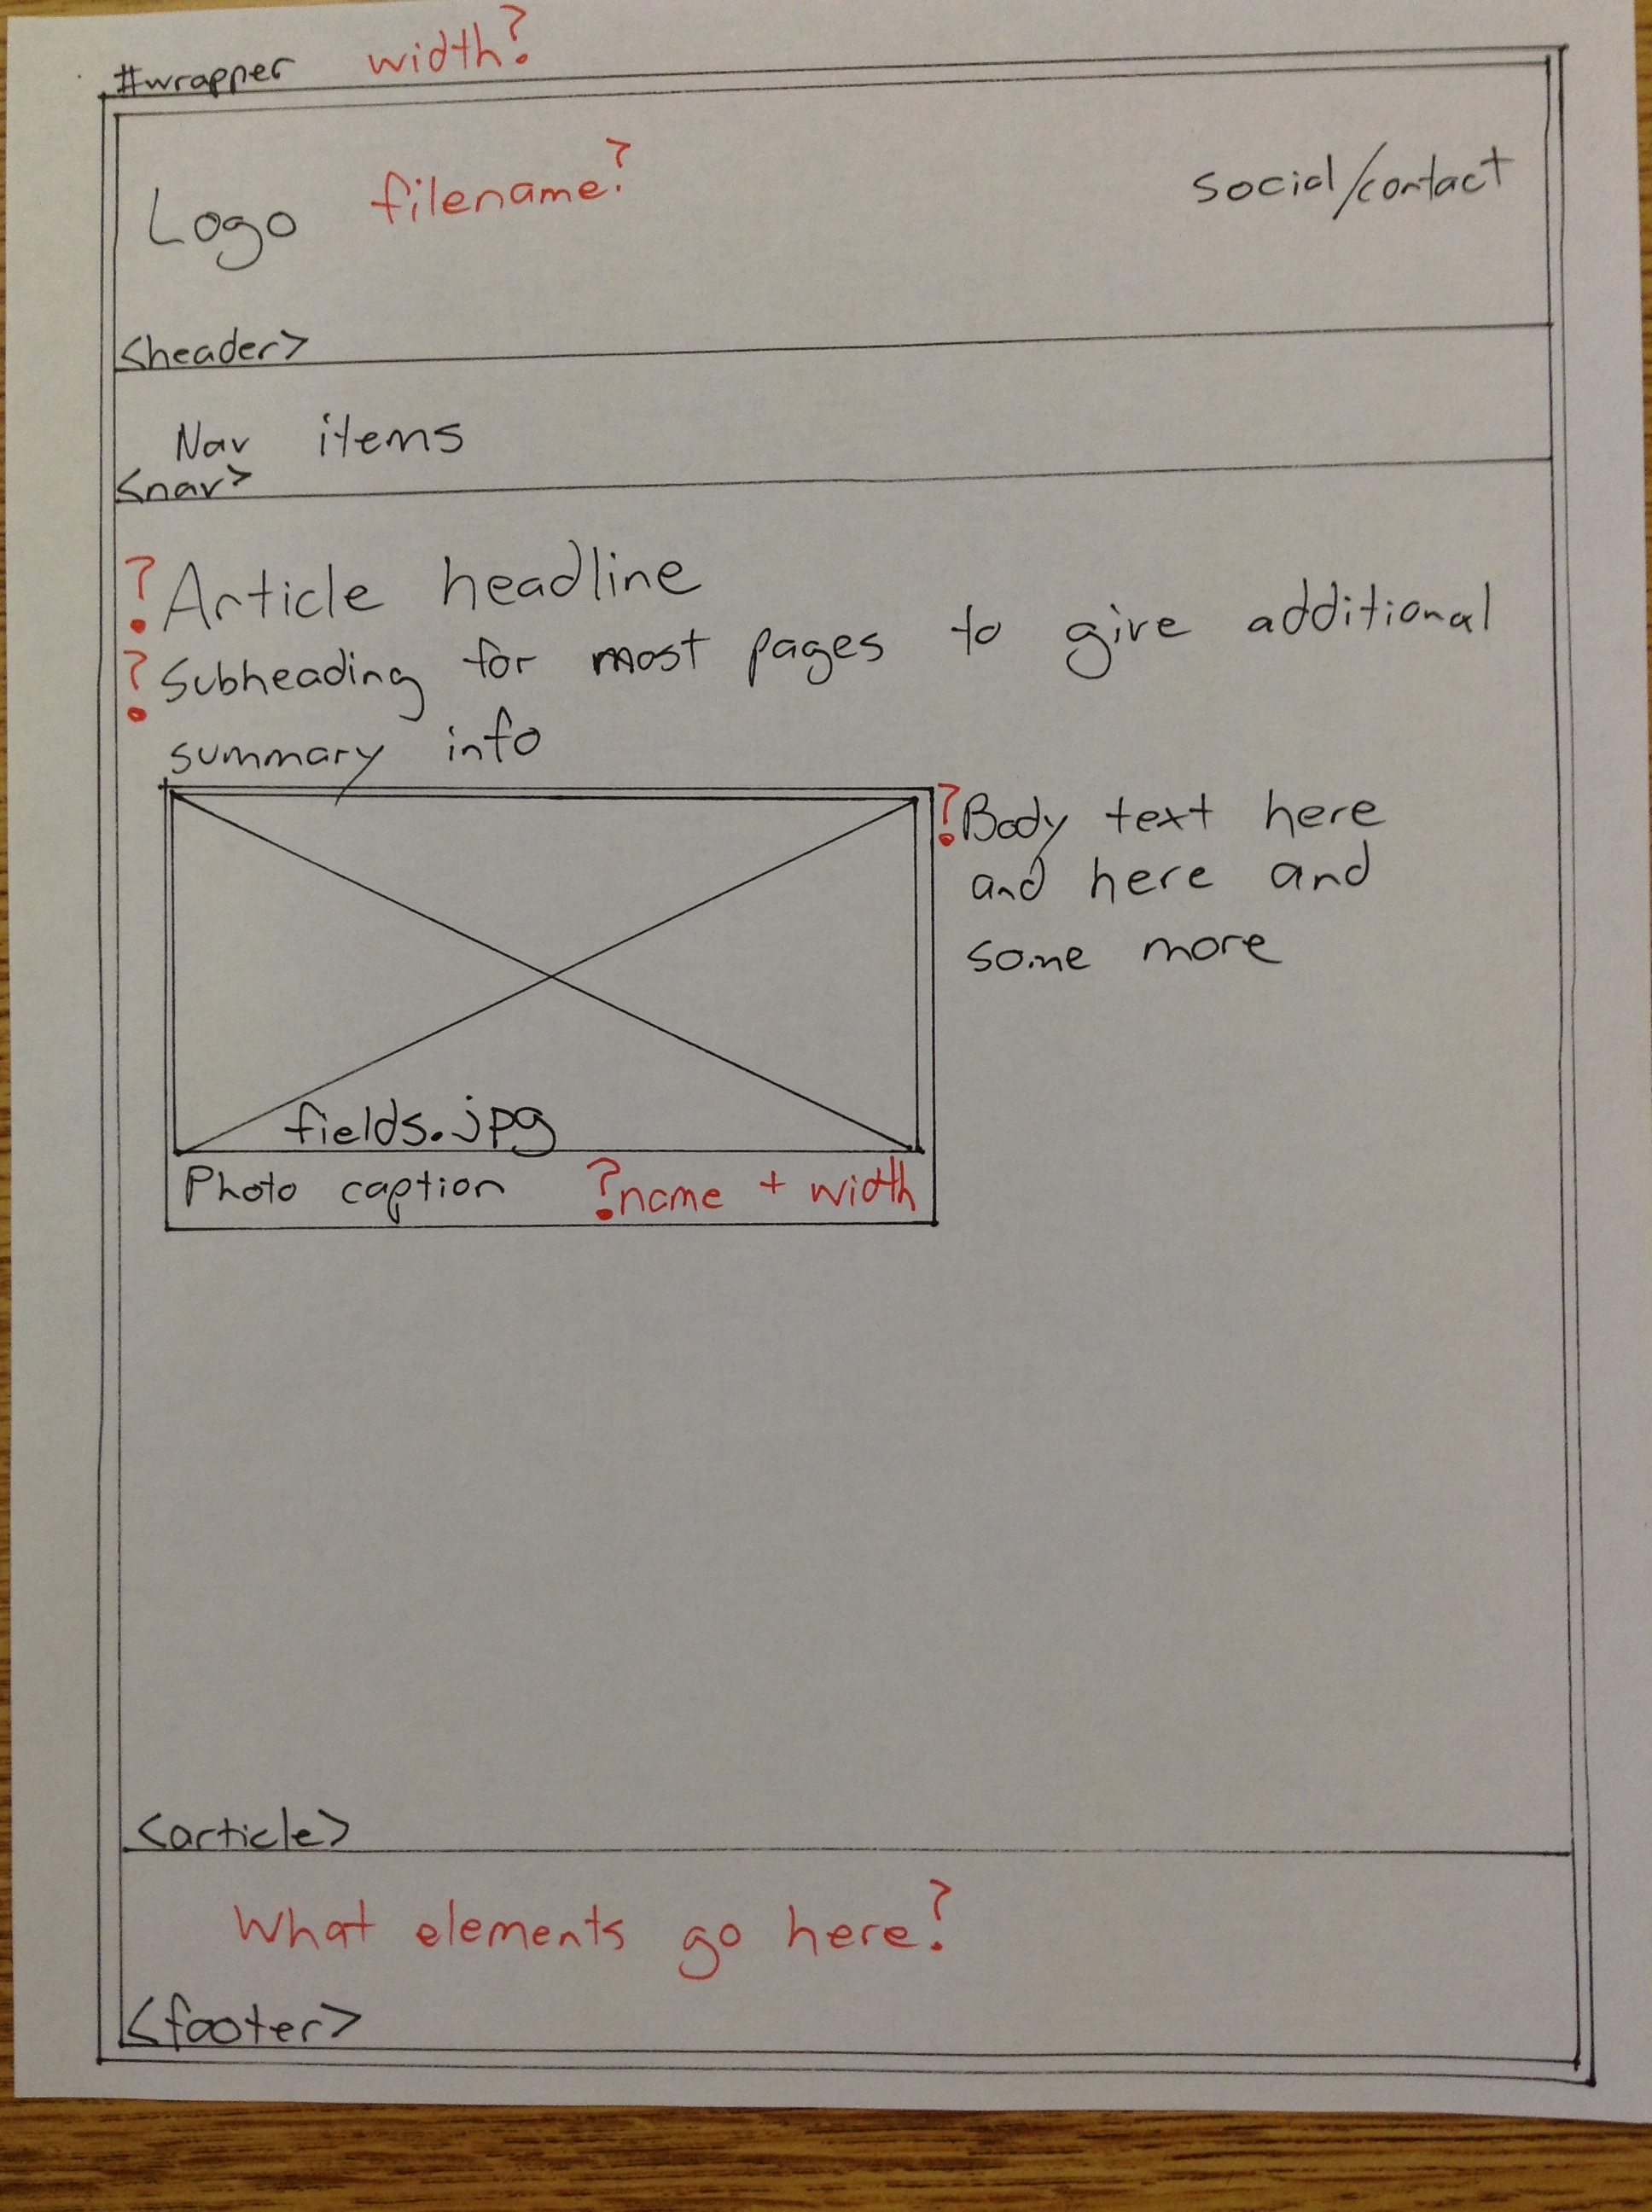 #wrapper width?
Logo filename? social/contact
<header>
Nav items
<nav>
? Article headline
? Subheading for most pages to give additional
summary info
? Body text here
and here and
some more
fields.jpg
Photo caption ? name + width
<article>
What elements go here?
<footer>